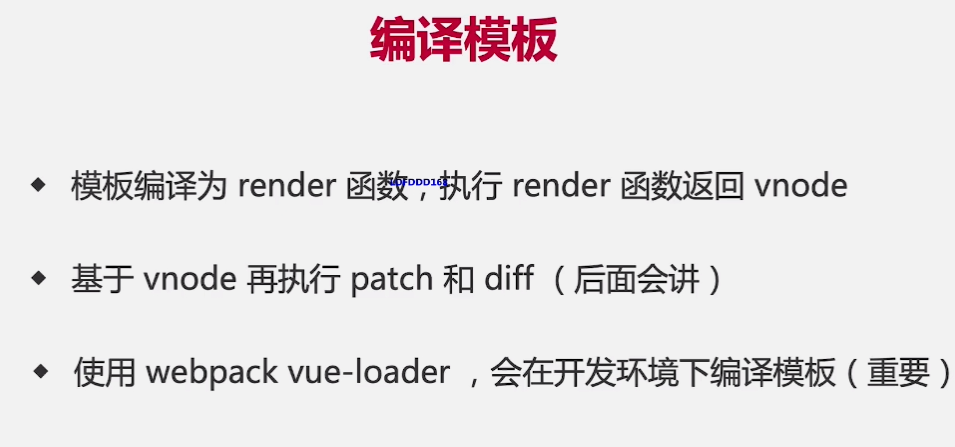 编译模板
◆ 模板编译为 render 函数，执行 render 函数返回 vnode
◆ 基于 vnode 再执行 patch 和 diff（后面会讲）
◆ 使用 webpack vue-loader ，会在开发环境下编译模板（重要）